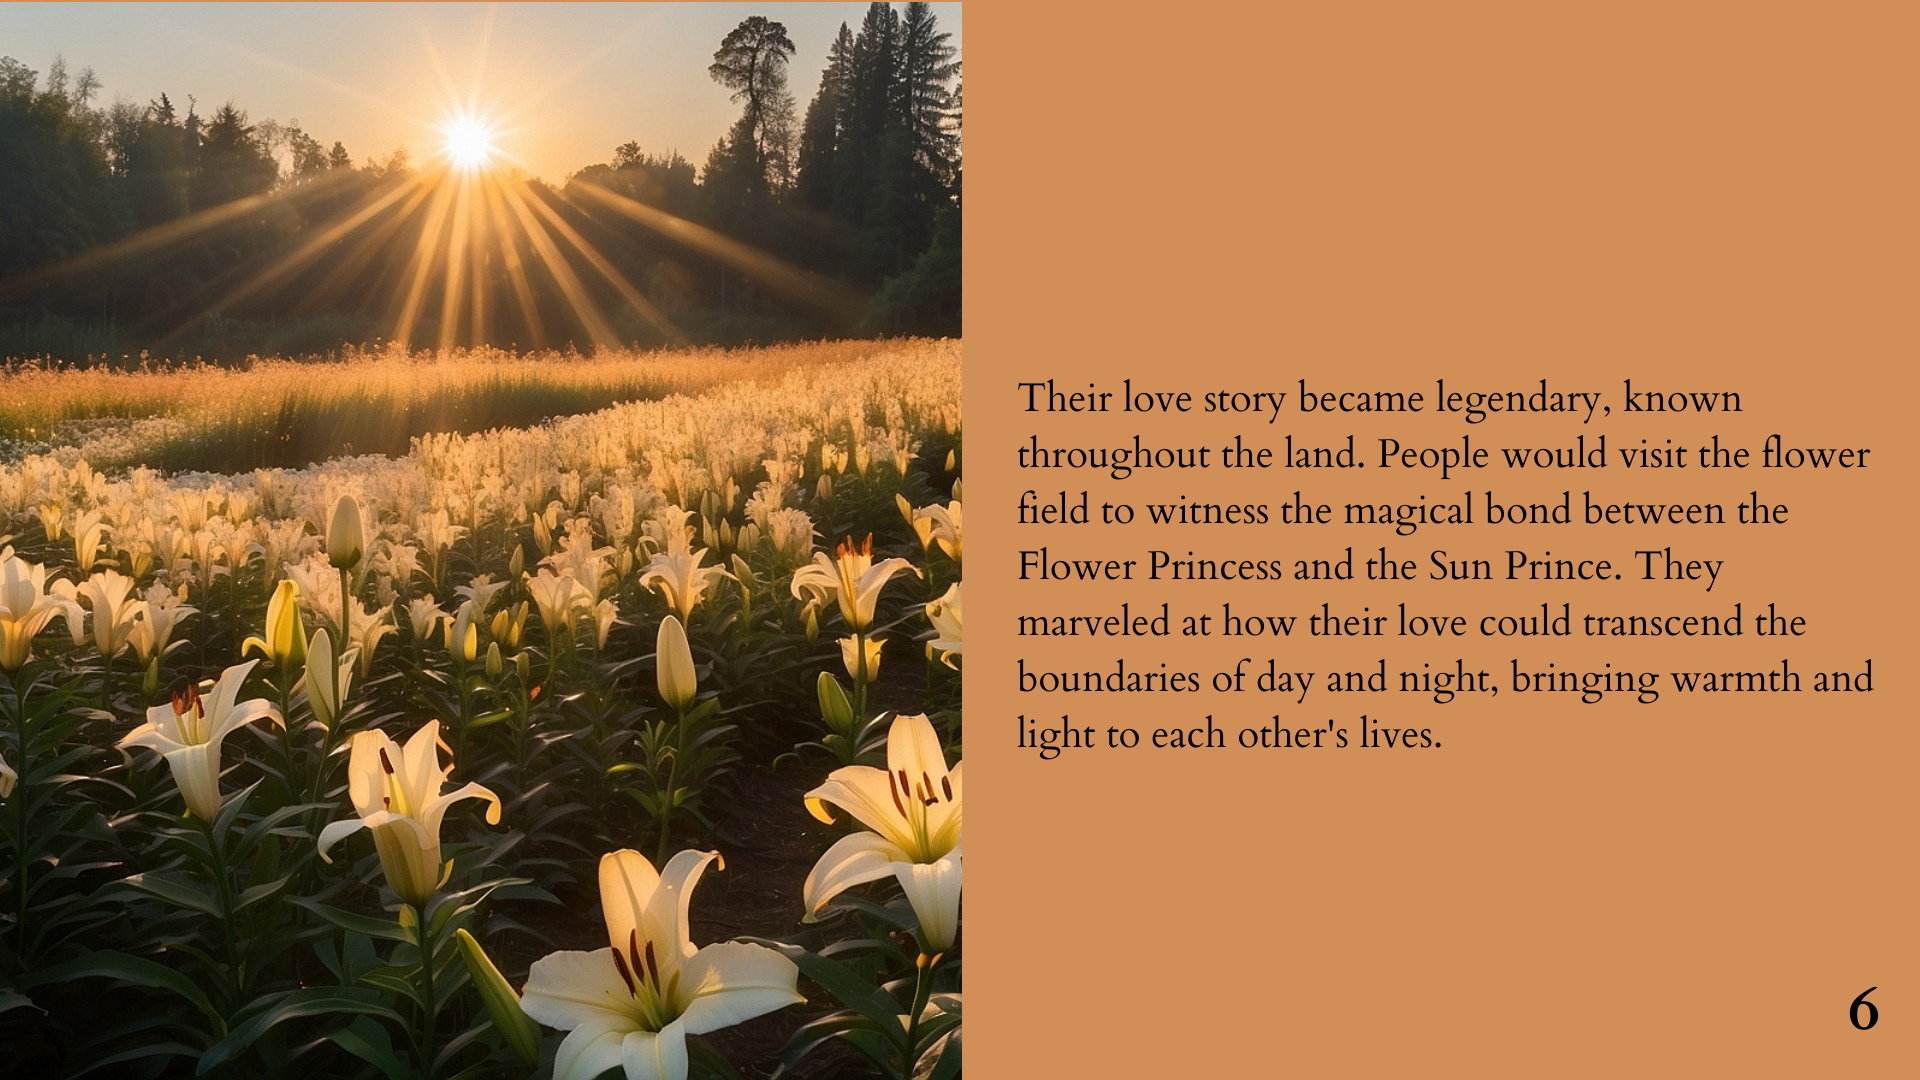 Their love story became legendary, known
throughout the land. People would visit the flower
field to witness the magical bond between the
Flower Princess and the Sun Prince. They
marveled at how their love could transcend the
boundaries of day and night, bringing warmth and
light to each other's lives.
6